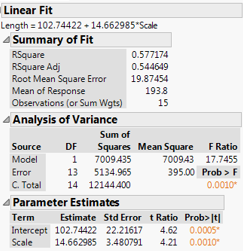 Linear Fit
Length = 102.74422 + 14.662985*Scale
Summary of Fit
RSquare 0.577174
RSquare Adj 0.544649
Root Mean Square Error 19.87454
Mean of Response 193.8
Observations (or Sum Wgts) 15
Analysis of Variance
Sum of
Source DF Squares Mean Square F Ratio
Model 1 7009.435 7009.43 17.7455
Error 13 5134.965 395.00 Prob > F
C. Total 14 12144.400 0.0010*
Parameter Estimates
Term Estimate Std Error t Ratio Prob>|t|
Intercept 102.74422 22.21617 4.62 0.0005*
Scale 14.662985 3.480791 4.21 0.0010*